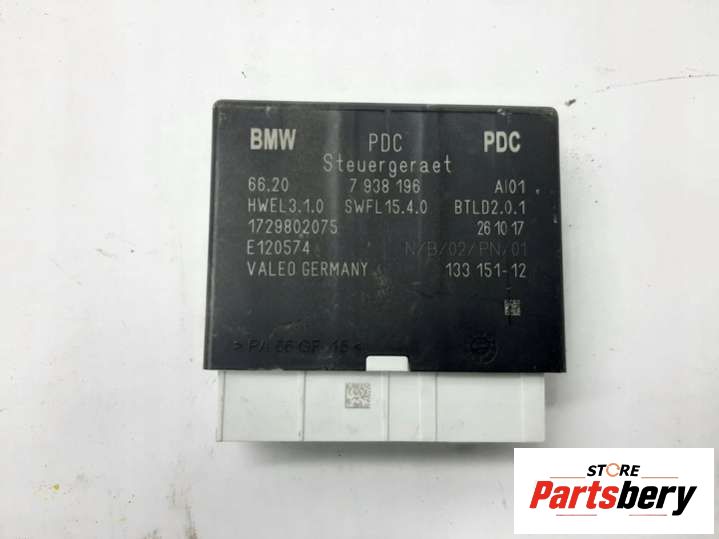 BMW PDC PDC
Steuergeraet
66.20 7 938 196 AI01
HWEL3.1.0 SWFL15.4.0 BTLD2.0.1
1729802075 26 10 17
E120574 N/B/02/PN/01
VALEO GERMANY 133 151-12
STORE
Partsbery